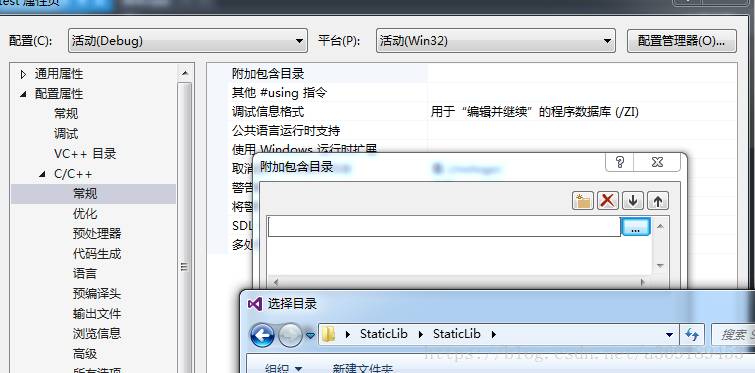 test 属性页
配置(C):
活动(Debug)
平台(P):
活动(Win32)
配置管理器(O)...
通用属性
配置属性
常规
调试
VC++ 目录
C/C++
常规
优化
预处理器
代码生成
语言
预编译头
输出文件
浏览信息
高级
所有选项
附加包含目录
其他 #using 指令
调试信息格式
用于“编辑并继续”的程序数据库 (/ZI)
公共语言运行时支持
使用 Windows 运行时扩展
取消
警告
将警
SDL
多处
附加包含目录
...
选择目录
StaticLib
StaticLib
搜索 S
组织
新建文件夹